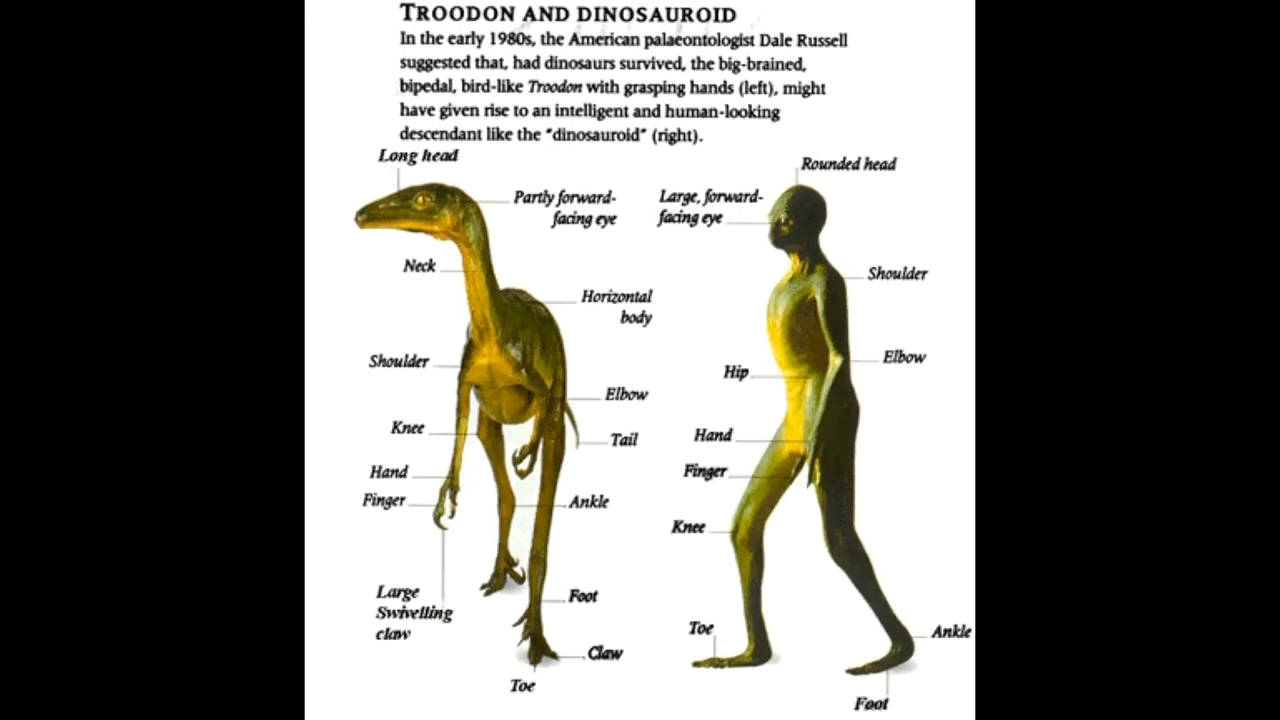 TROODON AND DINOSAUROID
In the early 1980s, the American palaeontologist Dale Russell
suggested that, had dinosaurs survived, the big-brained,
bipedal, bird-like Troodon with grasping hands (left), might
have given rise to an intelligent and human-looking
descendant like the "dinosauroid" (right).
Long head
Partly forward-
facing eye
Neck
Horizontal
body
Shoulder
Elbow
Knee
Tail
Hand
Finger
Ankle
Large
Swivelling
claw
Foot
Claw
Toe
Rounded head
Large, forward-
facing eye
Shoulder
Elbow
Hip
Hand
Finger
Knee
Toe
Ankle
Foot